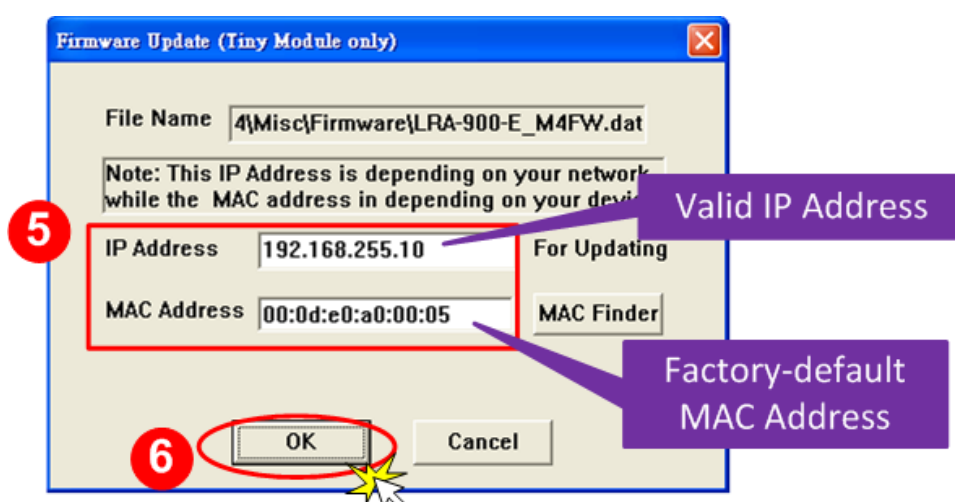 Firmware Update (Tiny Module only)
File Name 4\Misc\Firmware\LRA-900-E_M4FW.dat
Note: This IP Address is depending on your network
while the MAC address in depending on your
Valid IP Address
5
IP Address 192.168.255.10 For Updating
MAC Address 00:0d:e0:a0:00:05 MAC Finder
Factory-default
MAC Address
6
OK Cancel